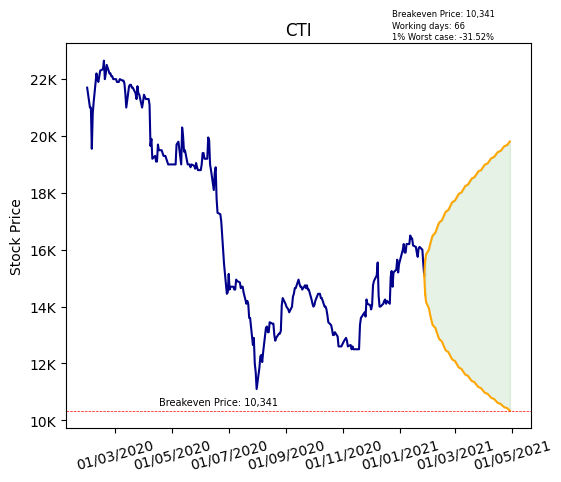 Breakeven Price: 10,341
Working days: 66
1% Worst case: -31.52%
CTI
Stock Price
22K
20K
18K
16K
14K
12K
10K
Breakeven Price: 10,341
01/03/2020
01/05/2020
01/07/2020
01/09/2020
01/11/2020
01/01/2021
01/03/2021
01/05/2021